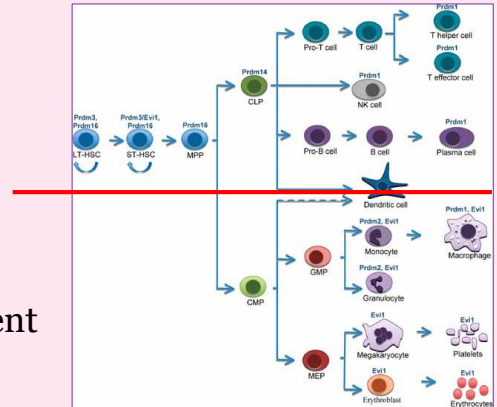 Prdm1
T helper cell
Pro-T cell
T cell
Prdm1
T effector cell
Prdm14
CLP
Prdm1
NK cell
Prdm3,
Prdm16
LT-HSC
Prdm3/Evi1,
Prdm16
ST-HSC
Prdm16
MPP
Pro-B cell
B cell
Prdm1
Plasma cell
Dendritic cell
Prdm2, Evi1
Monocyte
Prdm1, Evi1
Macrophage
GMP
Prdm2, Evi1
Granulocyte
CMP
ent
Evi1
Megakaryocyte
Evi1
Platelets
MEP
Evi1
Erythroblast
Evi1
Erythrocytes